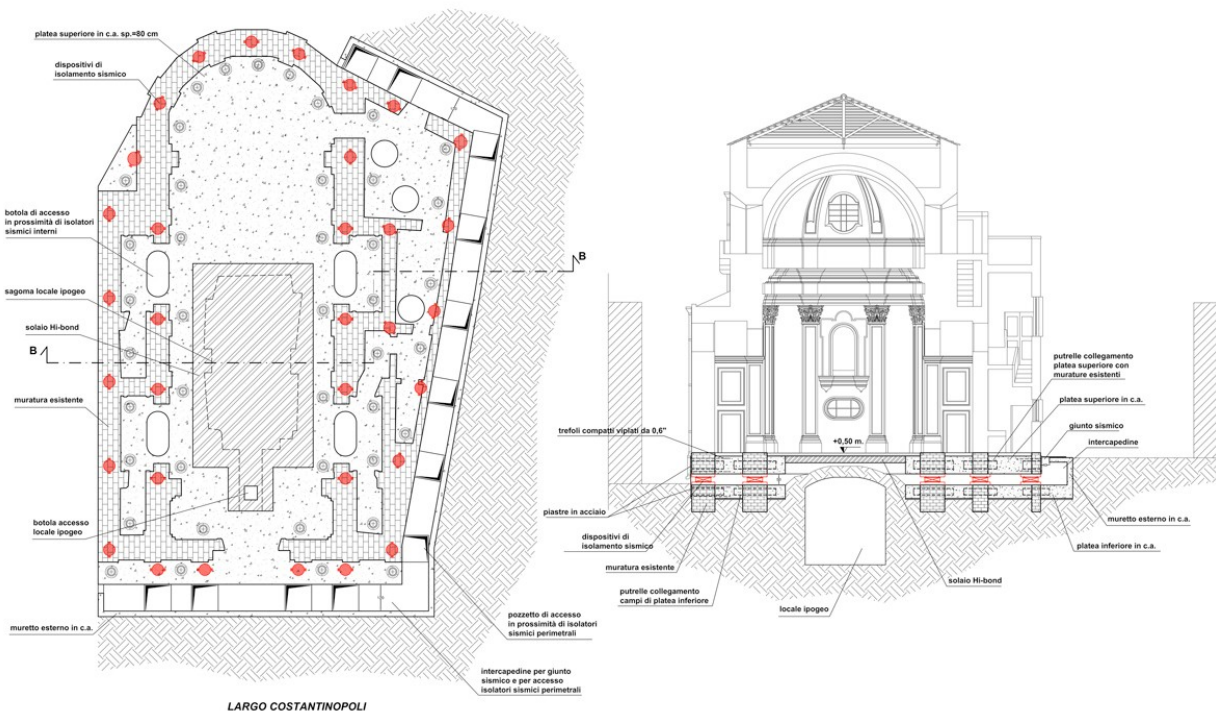 platea superiore in c.a. sp.=80 cm
dispositivi di
isolamento sismico
botola di accesso
in prossimità di isolatori
sismici interni
sagoma locale ipogeo
solaio Hi-bond
B
B
muratura esistente
botola accesso
locale ipogeo
muretto esterno in c.a.
pozzetto di accesso
in prossimità di isolatori
sismici perimetrali
intercapedine per giunto
sismico e per accesso
isolatori sismici perimetrali
LARGO COSTANTINOPOLI
putrelle collegamento
platea superiore con
murature esistenti
platea superiore in c.a.
trefoli compatti viplati da 0,6"
+0,50 m.
giunto sismico
intercapedine
piastre in acciaio
dispositivi di
isolamento sismico
muratura esistente
putrelle collegamento
campi di platea inferiore
locale ipogeo
solaio Hi-bond
muretto esterno in c.a.
platea inferiore in c.a.